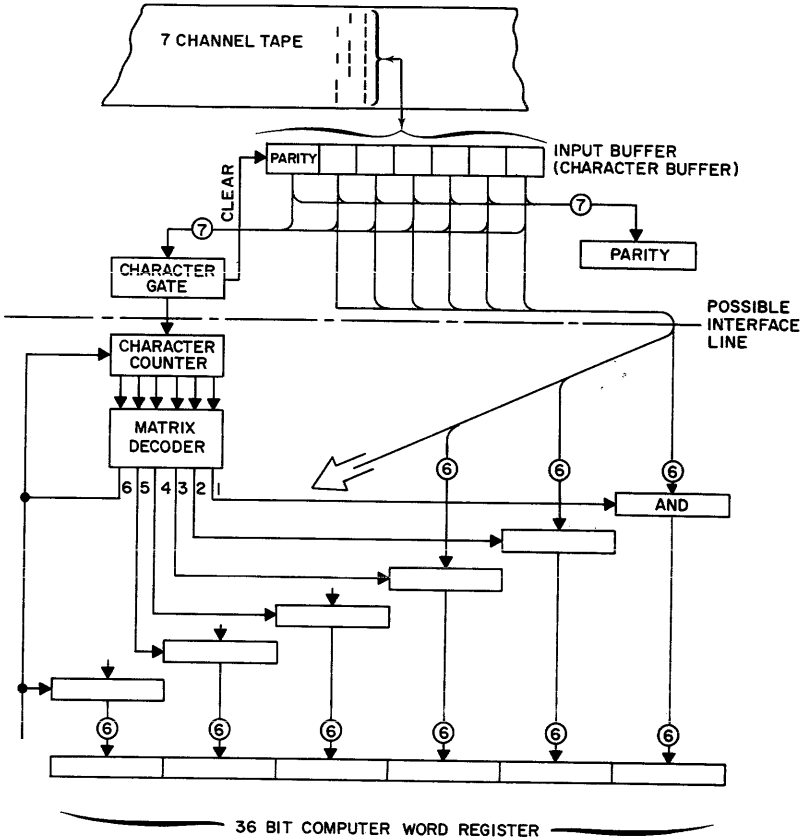 7 CHANNEL TAPE
PARITY
INPUT BUFFER
(CHARACTER BUFFER)
CLEAR
7
7
PARITY
CHARACTER
GATE
POSSIBLE
INTERFACE
LINE
CHARACTER
COUNTER
MATRIX
DECODER
6 5 4 3 2 1
6
6
6
AND
6
6
6
6
6
6
36 BIT COMPUTER WORD REGISTER